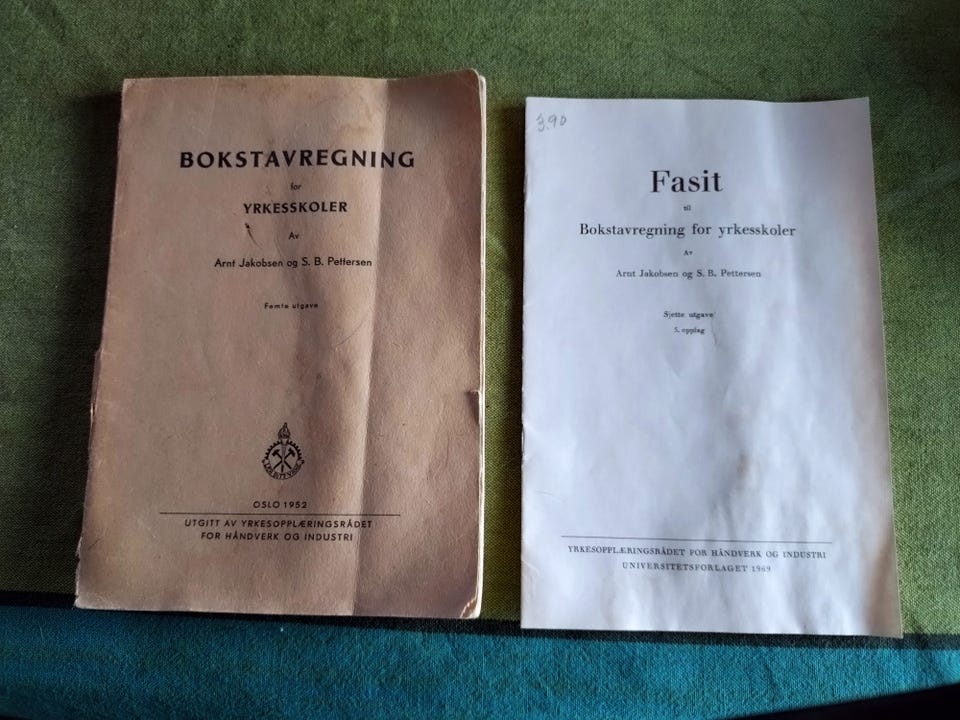 BOKSTAVREGNING
for
YRKESSKOLER
Av
Arnt Jakobsen og S. B. Pettersen
Femte utgave
OSLO 1952
UTGITT AV YRKESOPPLÆRINGSRÅDET
FOR HÅNDVERK OG INDUSTRI
3.90
Fasit
til
Bokstavregning for yrkesskoler
Av
Arnt Jakobsen og S. B. Pettersen
Sjette utgave
5. opplag
YRKESOPPLÆRINGSRÅDET FOR HÅNDVERK OG INDUSTRI
UNIVERSITETSFORLAGET 1969